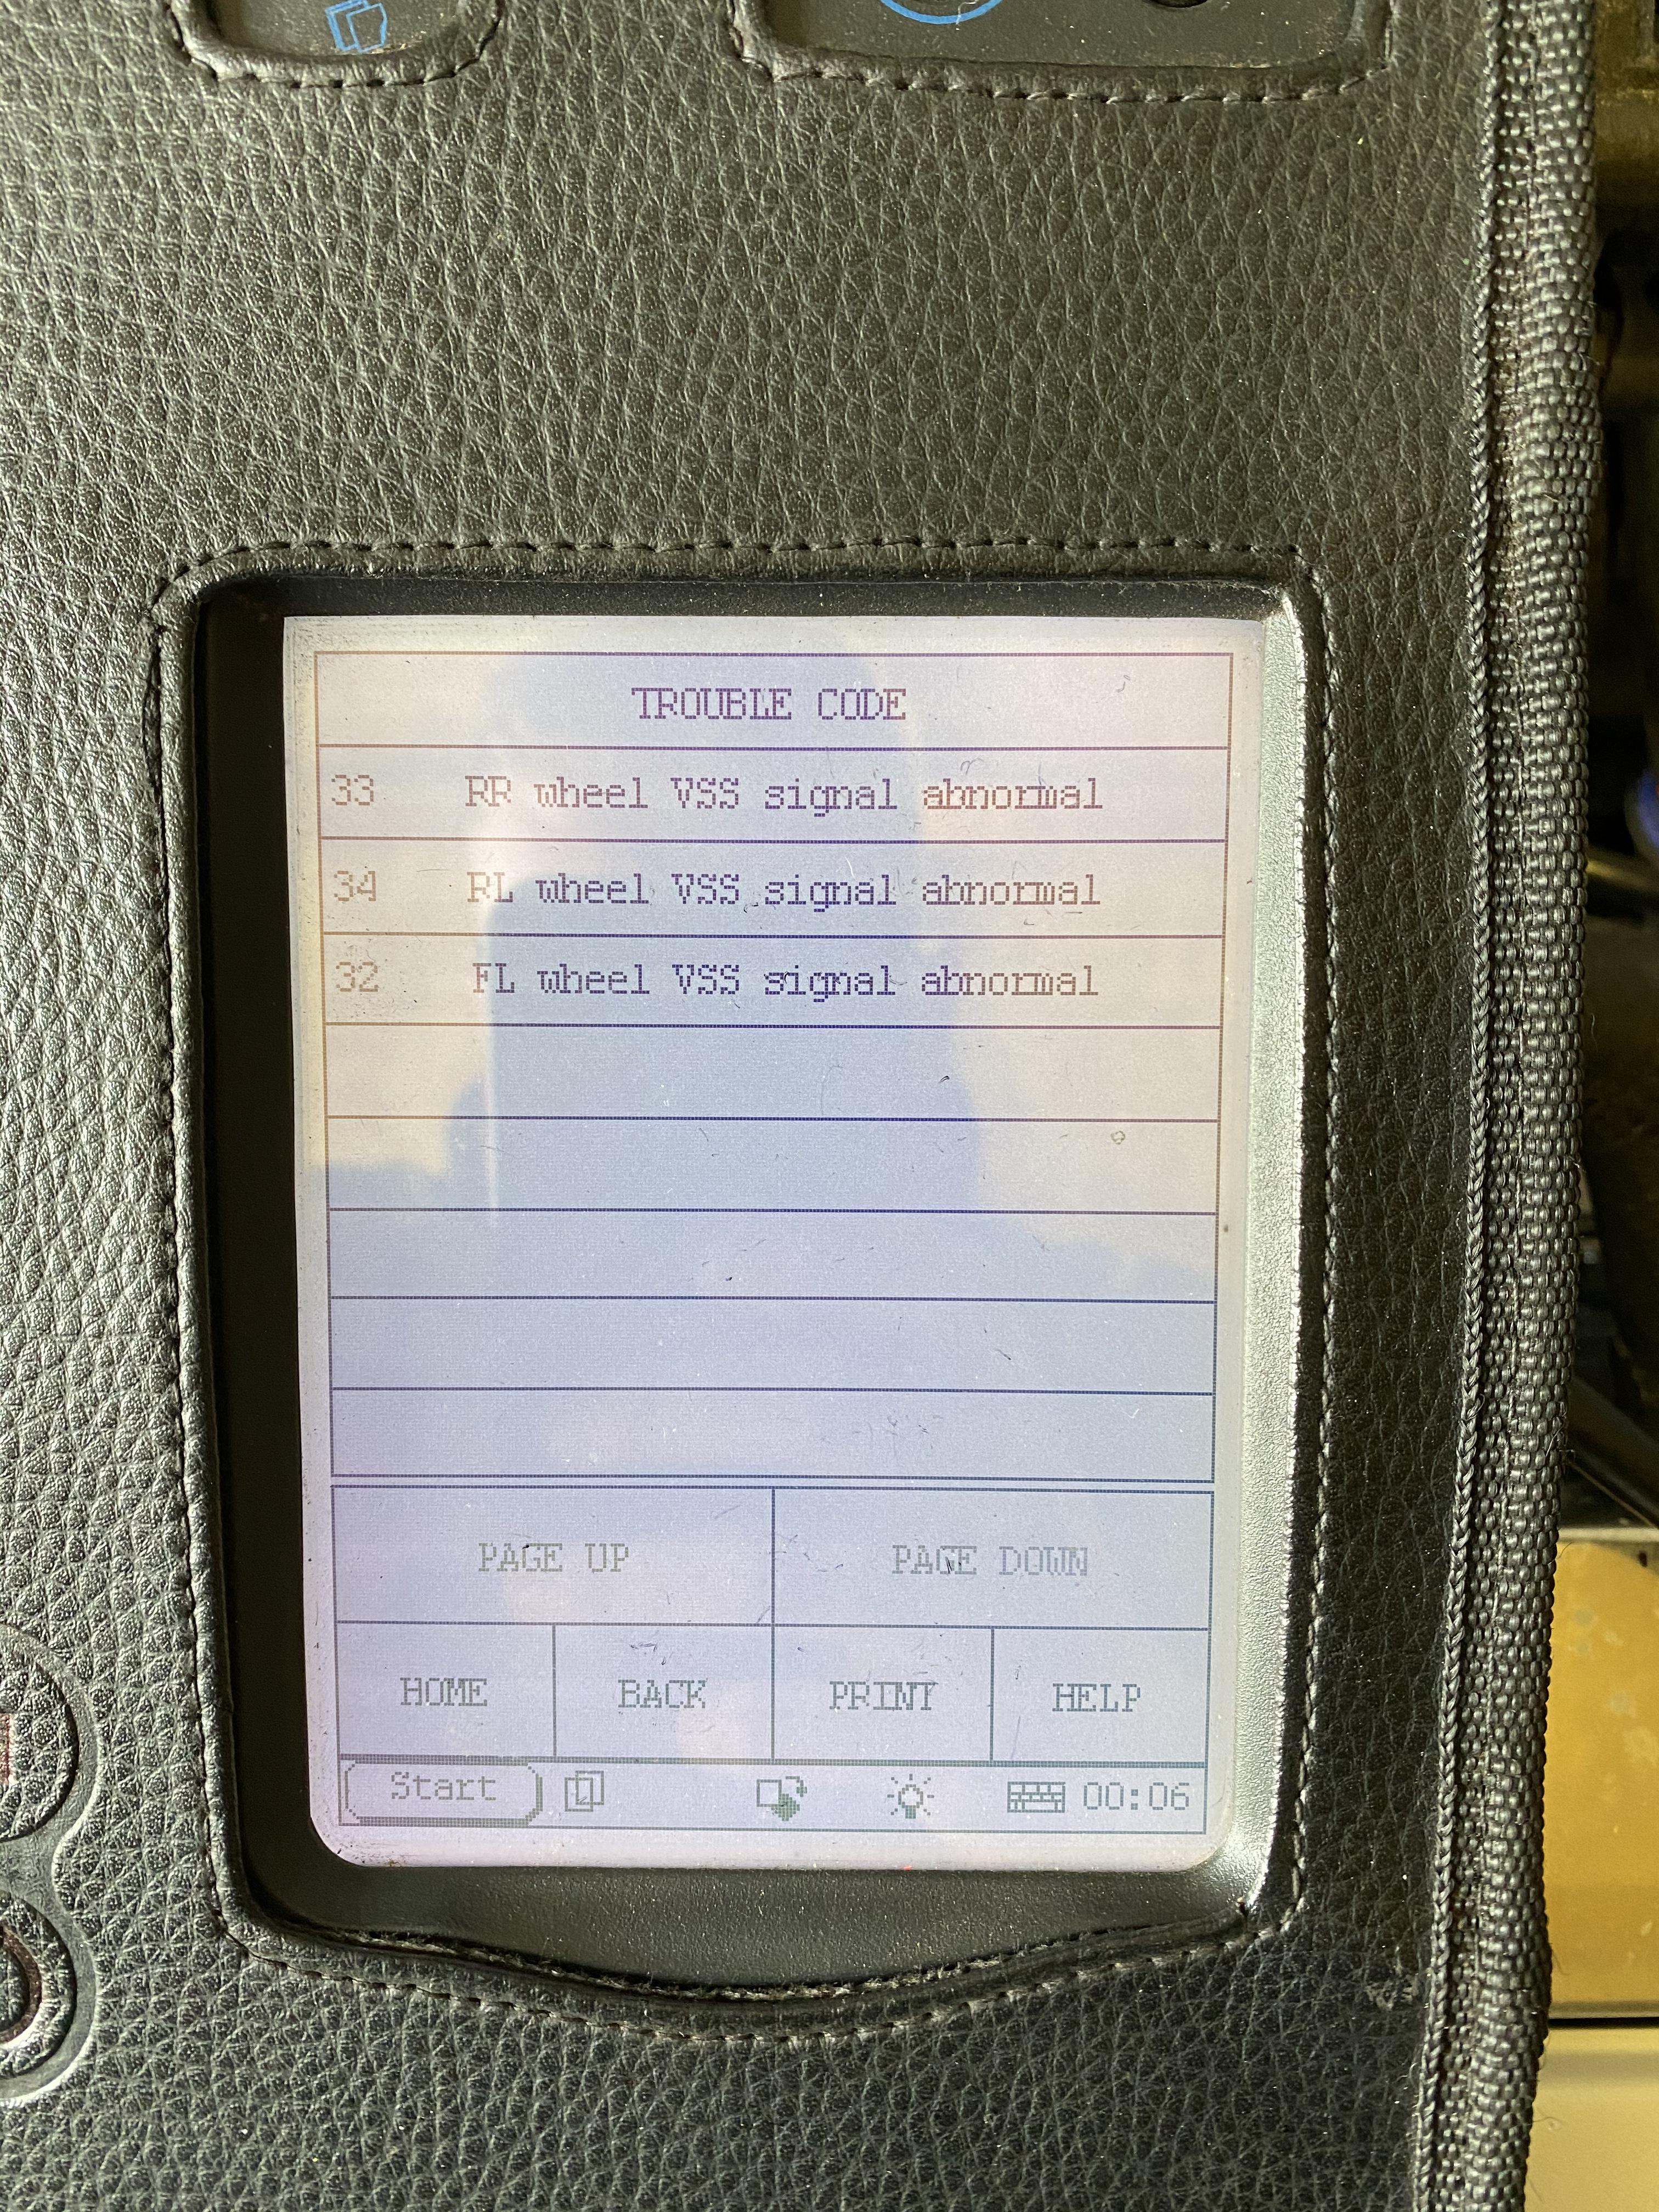 TROUBLE CODE
33 RR wheel VSS signal abnormal
34 RL wheel VSS signal abnormal
32 FL wheel VSS signal abnormal
PAGE UP PAGE DOWN
HOME BACK PRINT HELP
Start 00:06